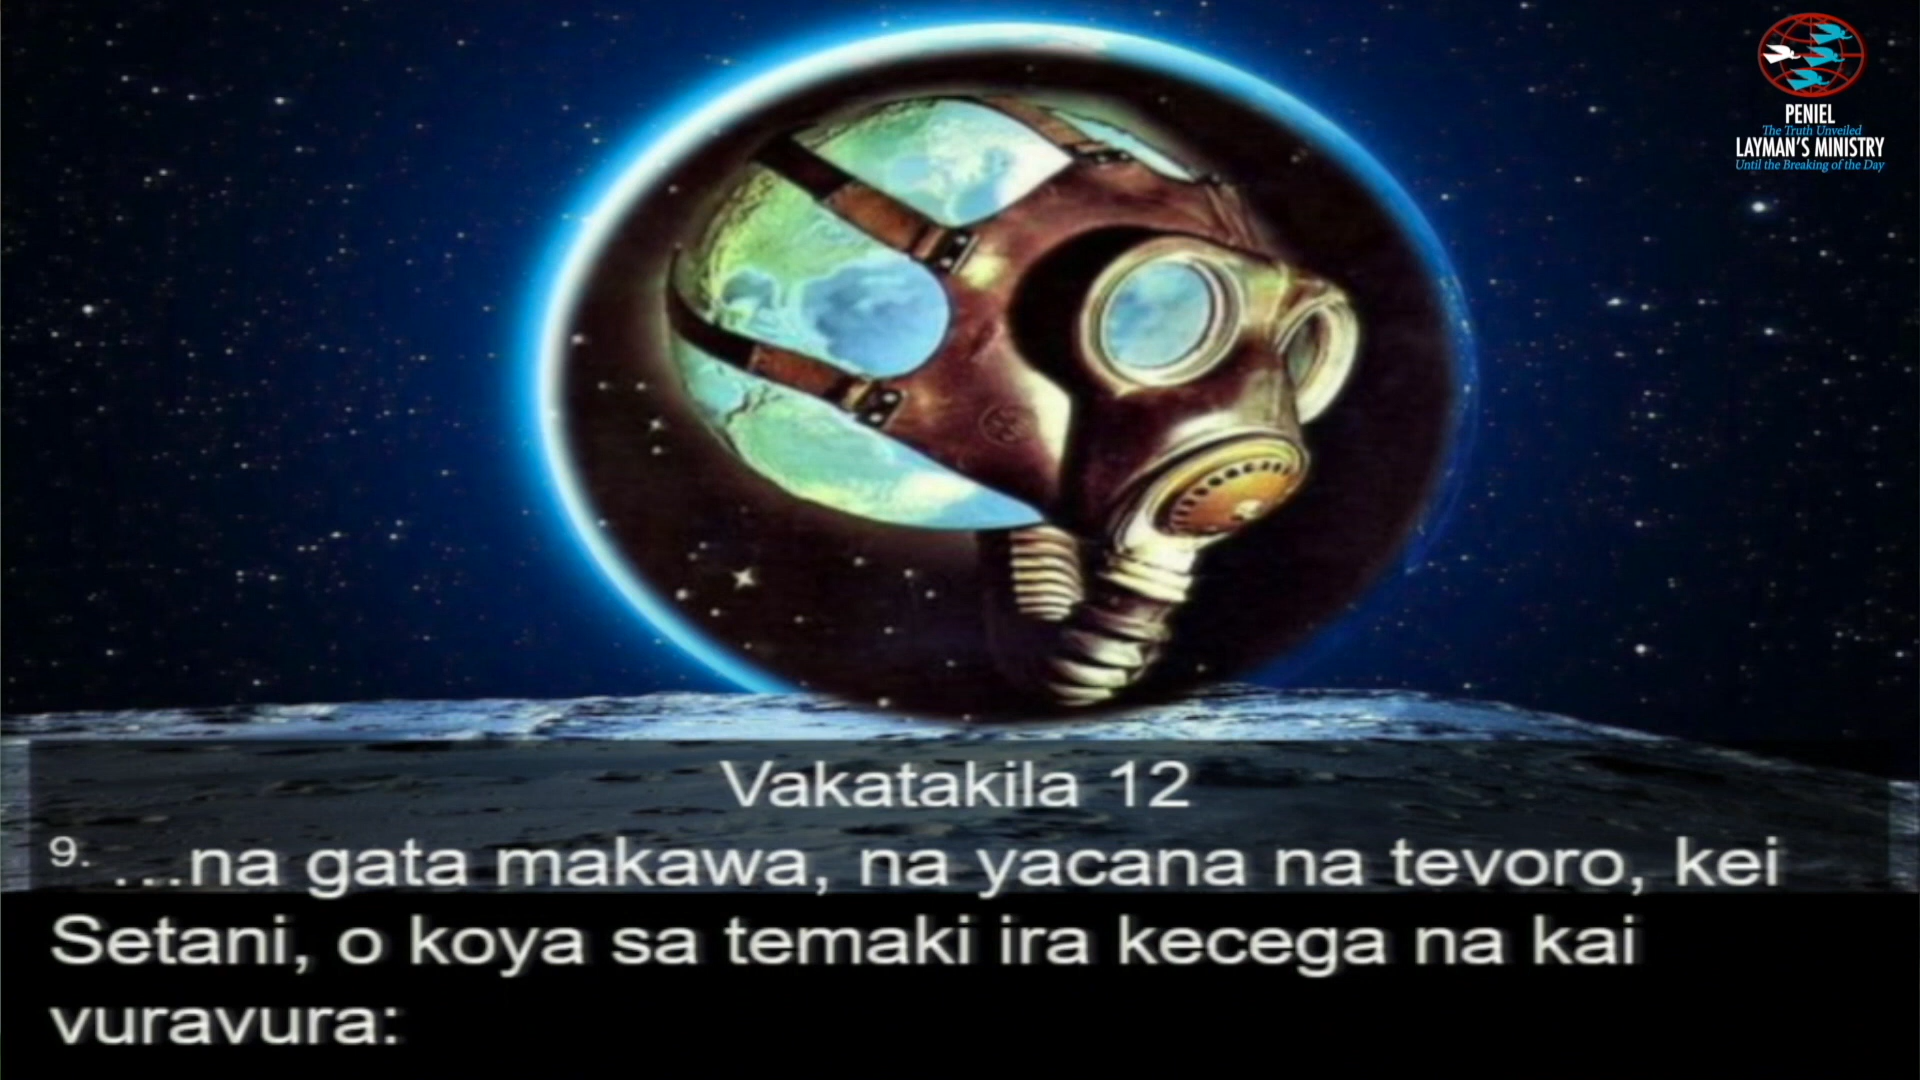 PENIEL
The Truth Unveiled
LAYMAN'S MINISTRY
Until the Breaking of the Day
Vakatakila 12
9. ...na gata makawa, na yacana na tevoro, kei
Setani, o koya sa temaki ira kecega na kai
vuravura: